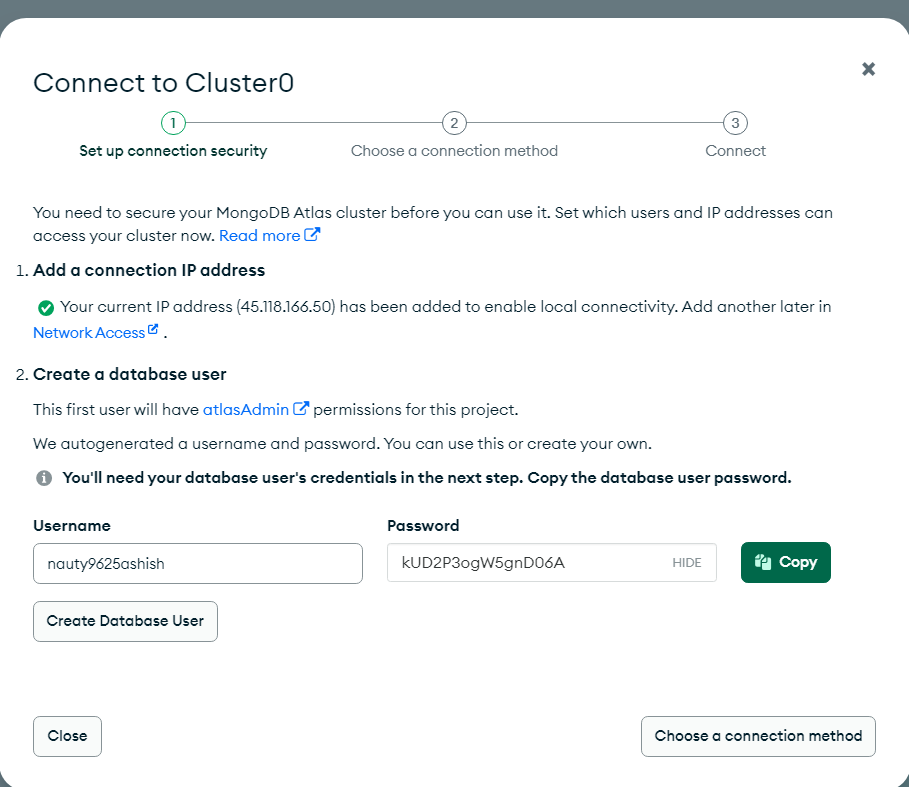 Connect to Cluster0
1
2
3
Set up connection security
Choose a connection method
Connect
You need to secure your MongoDB Atlas cluster before you can use it. Set which users and IP addresses can
access your cluster now. Read more
1. Add a connection IP address
Your current IP address (45.118.166.50) has been added to enable local connectivity. Add another later in
Network Access .
2. Create a database user
This first user will have atlasAdmin permissions for this project.
We autogenerated a username and password. You can use this or create your own.
You'll need your database user's credentials in the next step. Copy the database user password.
Username
Password
nauty9625ashish
kUD2P3ogW5gnD06A
HIDE
Copy
Create Database User
Close
Choose a connection method